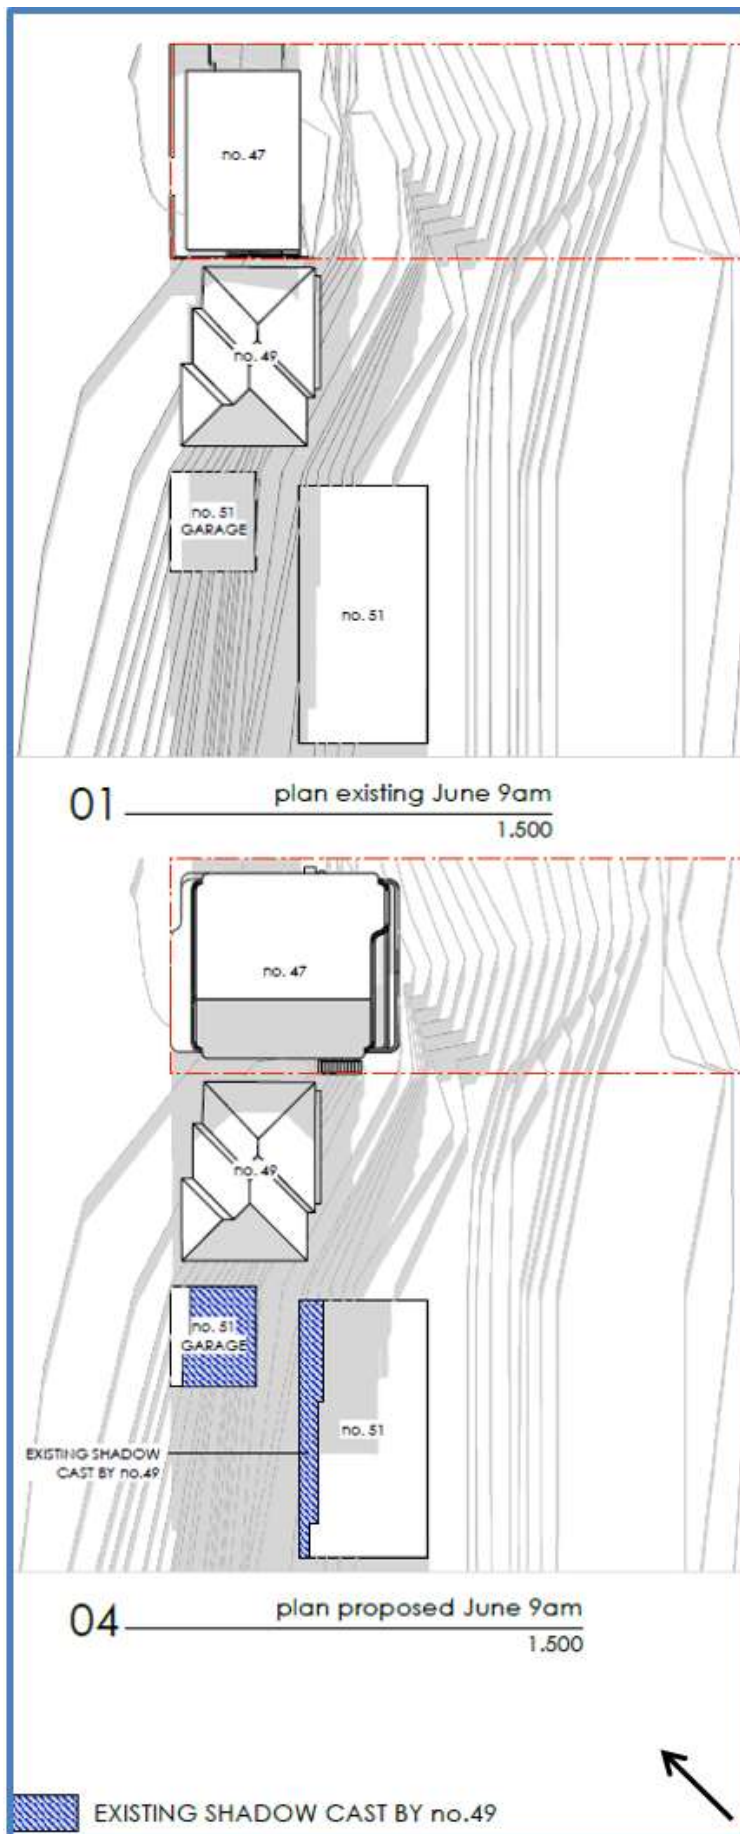 no. 47
no. 49
no. 51
GARAGE
no. 51
01
plan existing June 9am
1.500
no. 47
no. 49
no. 51
GARAGE
no. 51
EXISTING SHADOW
CAST BY no.49
04
plan proposed June 9am
1.500
EXISTING SHADOW CAST BY no.49